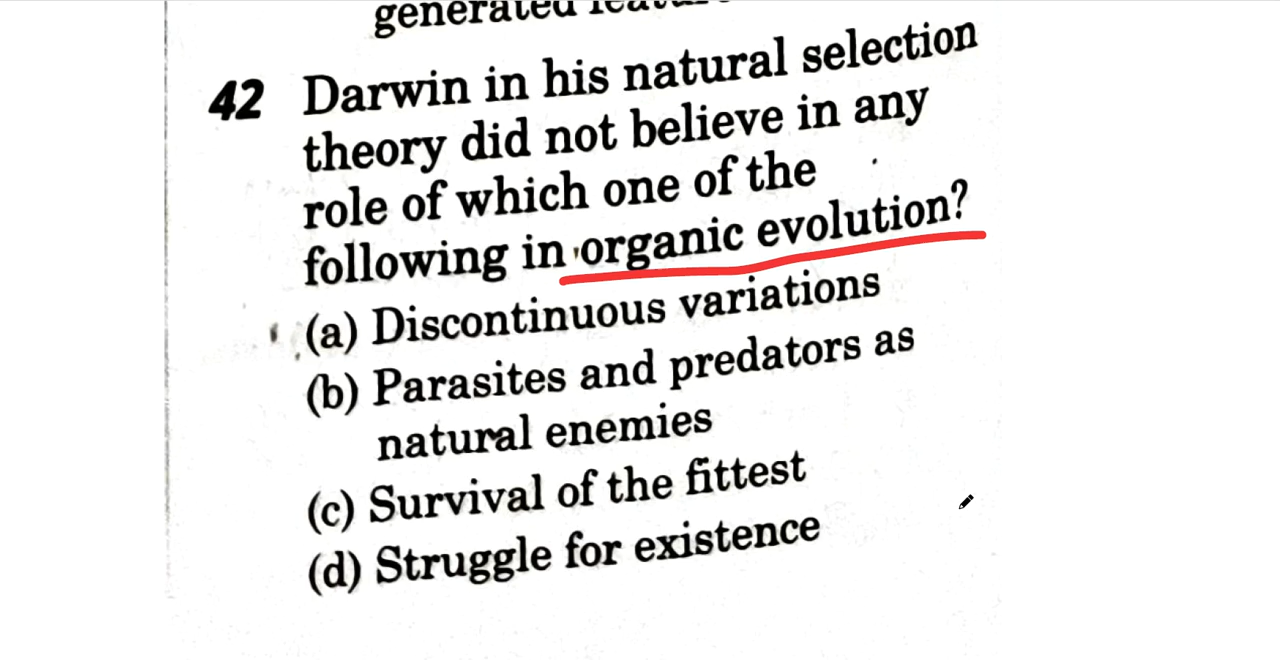 generated
42 Darwin in his natural selection
theory did not believe in any
role of which one of the
following in organic evolution?
(a) Discontinuous variations
(b) Parasites and predators as
natural enemies
(c) Survival of the fittest
(d) Struggle for existence